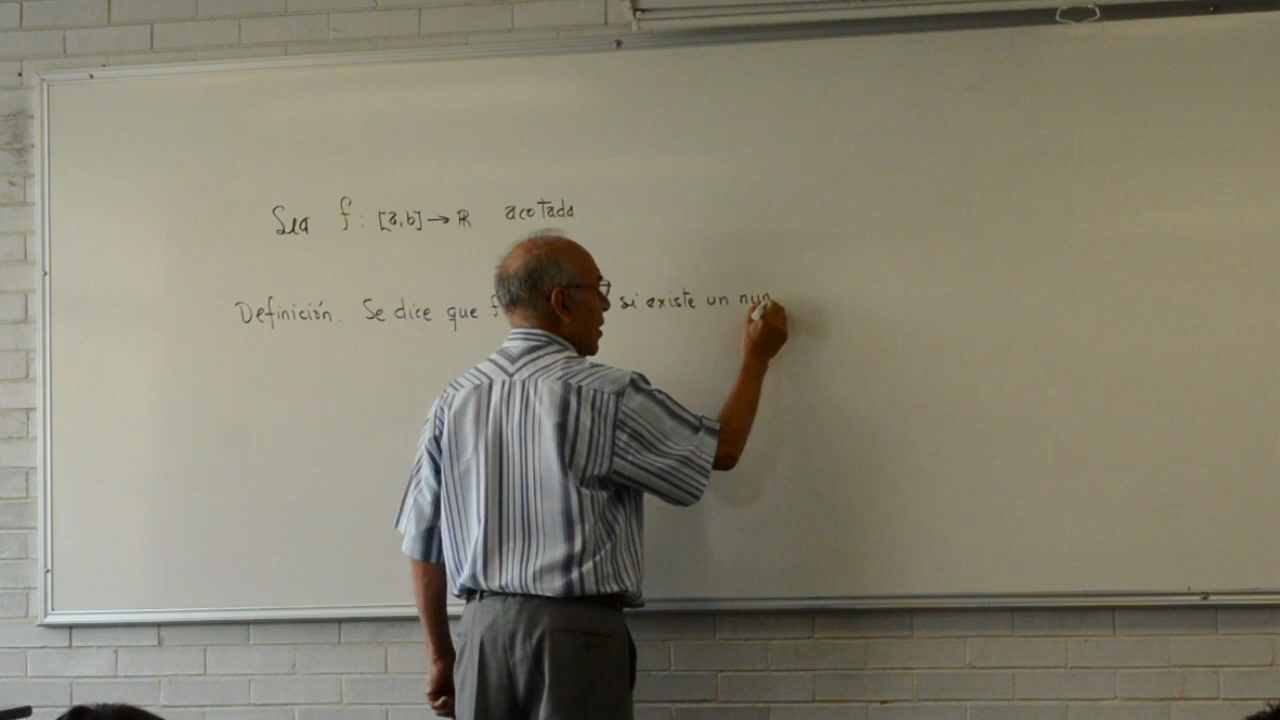 Sea f : [a,b] → ℝ acotada
Definición. Se dice que f si existe un num